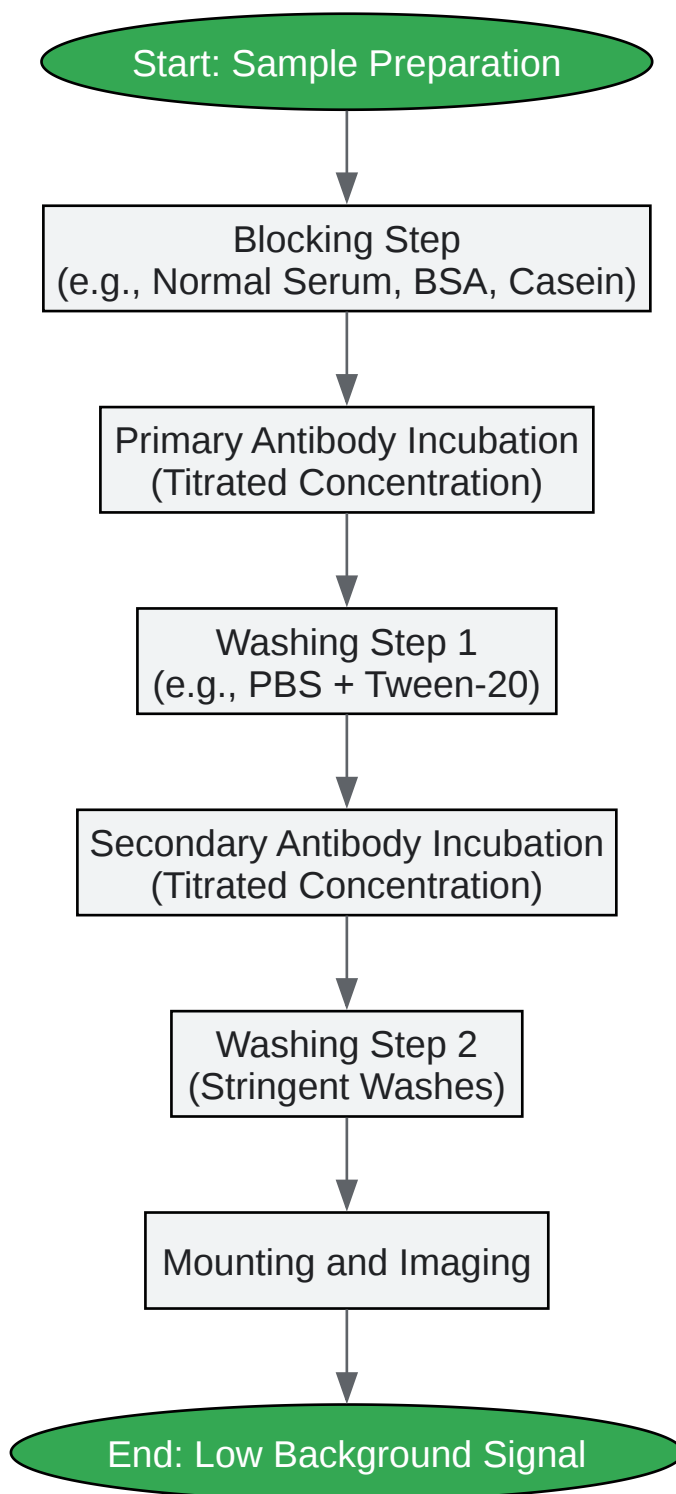 Start: Sample Preparation
Blocking Step
(e.g., Normal Serum, BSA, Casein)
Primary Antibody Incubation
(Titrated Concentration)
Washing Step 1
(e.g., PBS + Tween-20)
Secondary Antibody Incubation
(Titrated Concentration)
Washing Step 2
(Stringent Washes)
Mounting and Imaging
End: Low Background Signal